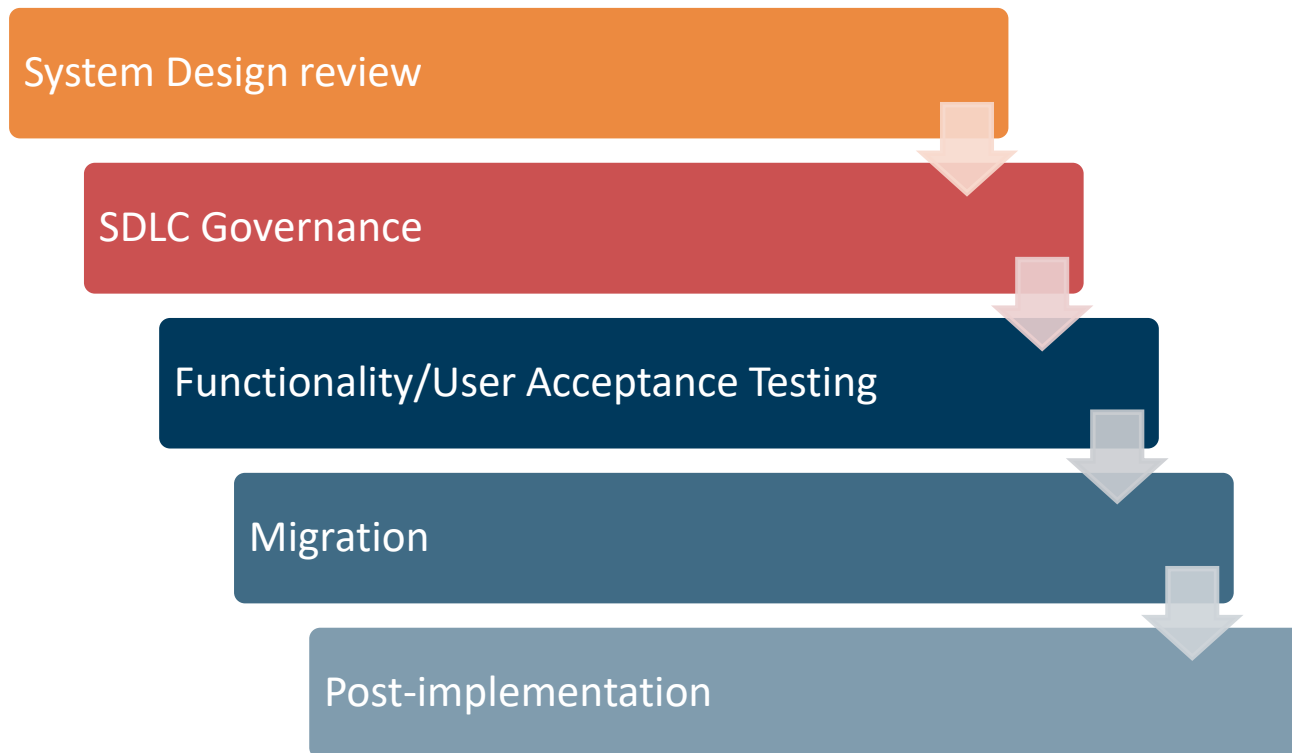 System Design review
SDLC Governance
Functionality/User Acceptance Testing
Migration
Post-implementation